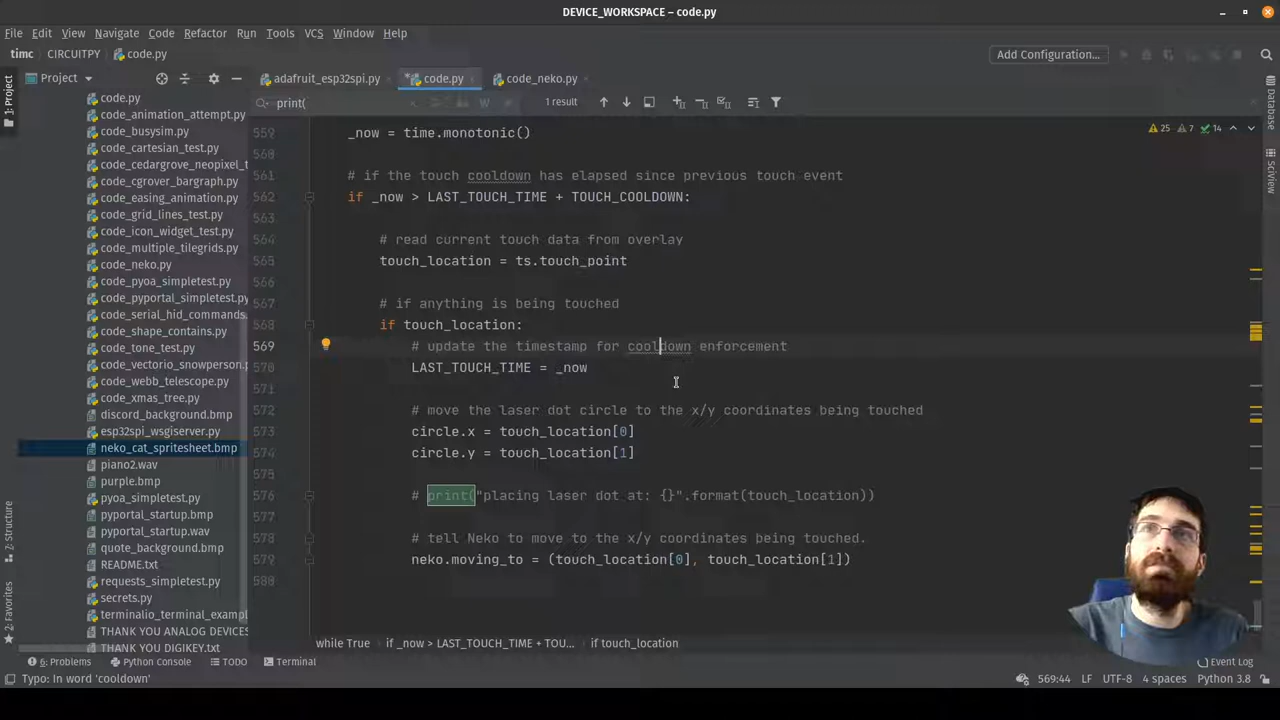 DEVICE_WORKSPACE – code.py
File Edit View Navigate Code Refactor Run Tools VCS Window Help
timc CIRCUITPY code.py Add Configuration...
1: Project
Project
adafruit_esp32spi.py code.py code_neko.py
print( W 1 result
code.py
code_animation_attempt.py
code_busysim.py
code_cartesian_test.py
code_cedargrove_neopixel_t
code_cgrover_bargraph.py
code_easing_animation.py
code_grid_lines_test.py
code_icon_widget_test.py
code_multiple_tilegrids.py
code_neko.py
code_pyoa_simpletest.py
code_pyportal_simpletest.py
code_serial_hid_commands.
code_shape_contains.py
code_tone_test.py
code_vectorio_snowperson.p
code_webb_telescope.py
code_xmas_tree.py
discord_background.bmp
esp32spi_wsgiserver.py
neko_cat_spritesheet.bmp
piano2.wav
purple.bmp
pyoa_simpletest.py
pyportal_startup.bmp
pyportal_startup.wav
quote_background.bmp
README.txt
requests_simpletest.py
secrets.py
terminalio_terminal_exampl
THANK YOU ANALOG DEVICES
THANK YOU DIGIKEY.txt
7: Structure
2: Favorites
559 _now = time.monotonic()
560
561 # if the touch cooldown has elapsed since previous touch event
562 if _now > LAST_TOUCH_TIME + TOUCH_COOLDOWN:
563
564 # read current touch data from overlay
565 touch_location = ts.touch_point
566
567 # if anything is being touched
568 if touch_location:
569 # update the timestamp for cooldown enforcement
570 LAST_TOUCH_TIME = _now
571
572 # move the laser dot circle to the x/y coordinates being touched
573 circle.x = touch_location[0]
574 circle.y = touch_location[1]
575
576 # print("placing laser dot at: {}".format(touch_location))
577
578 # tell Neko to move to the x/y coordinates being touched.
579 neko.moving_to = (touch_location[0], touch_location[1])
580
25 7 14
Database
SciView
while True if _now > LAST_TOUCH_TIME + TOU... if touch_location
6: Problems Python Console TODO Terminal Event Log
Typo: In word 'cooldown' 569:44 LF UTF-8 4 spaces Python 3.8